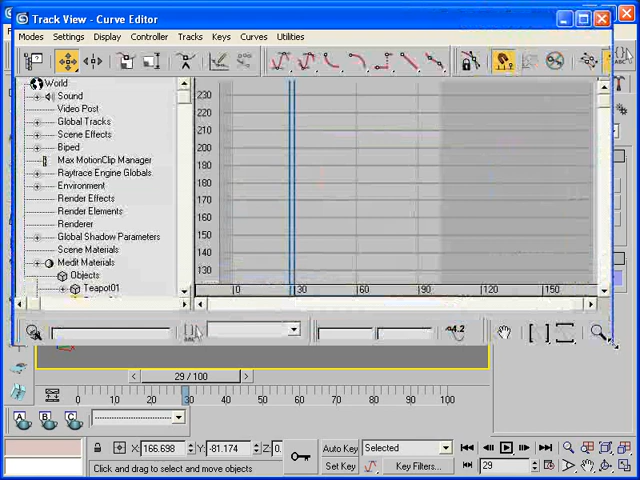 Track View - Curve Editor
Modes Settings Display Controller Tracks Keys Curves Utilities
World
Sound
Video Post
Global Tracks
Scene Effects
Biped
Max MotionClip Manager
Raytrace Engine Globals
Environment
Render Effects
Render Elements
Renderer
Global Shadow Parameters
Scene Materials
Medit Materials
Objects
Teapot01
230
220
210
200
190
180
170
160
150
140
130
0 30 60 90 120 150
4.2
29 / 100
0 10 20 30 40 50 60 70 80 90 100
A B C
X: 166.698 Y: -81.174 Z: 0.
Auto Key Selected
Click and drag to select and move objects
Set Key Key Filters... 29